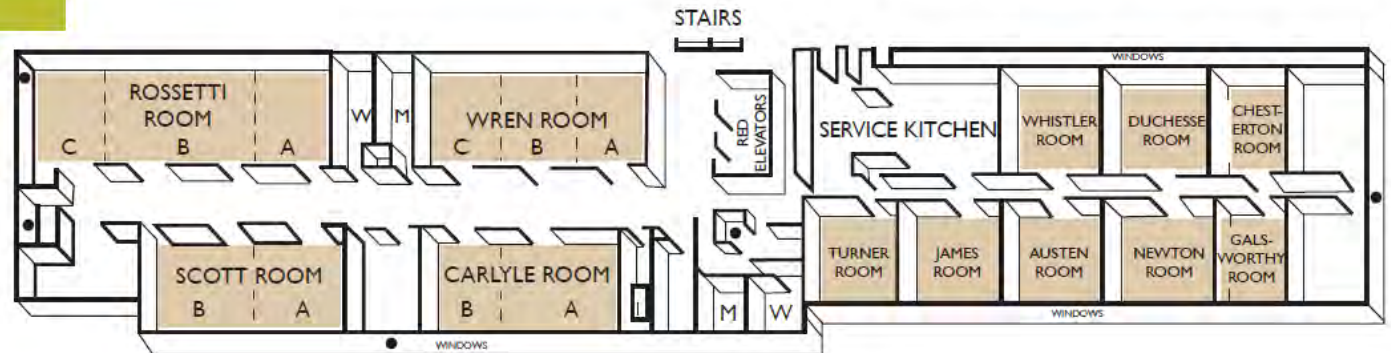 STAIRS
WINDOWS
ROSSETTI
ROOM
C B A
W
M
WREN ROOM
C B A
RED
ELEVATORS
SERVICE KITCHEN
WHISTLER
ROOM
DUCHESSE
ROOM
CHEST-
ERTON
ROOM
SCOTT ROOM
B A
CARLYLE ROOM
B A
M
W
TURNER
ROOM
JAMES
ROOM
AUSTEN
ROOM
NEWTON
ROOM
GALS-
WORTHY
ROOM
WINDOWS
WINDOWS